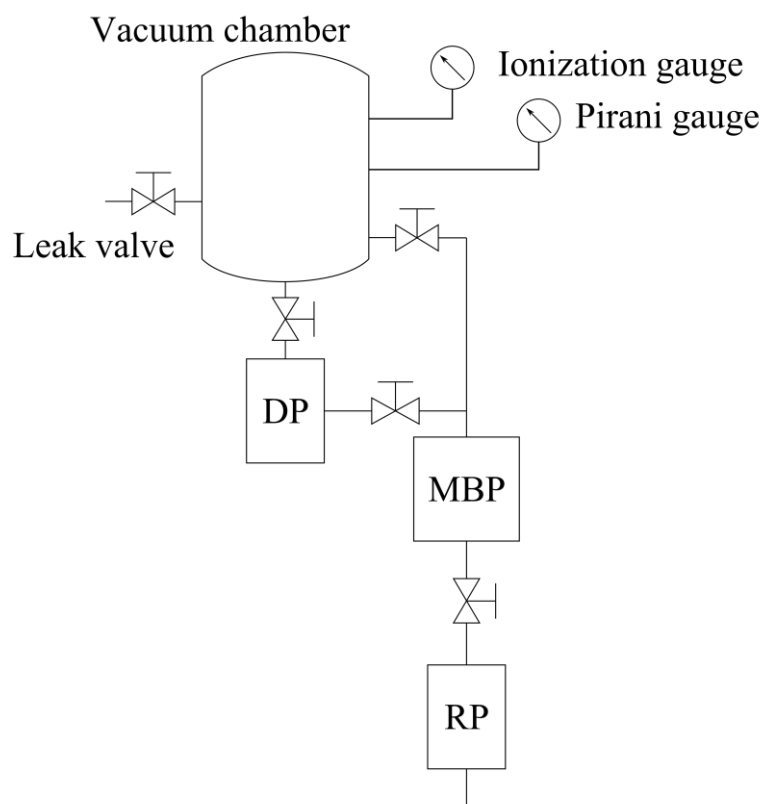 Vacuum chamber
Ionization gauge
Pirani gauge
Leak valve
DP
MBP
RP